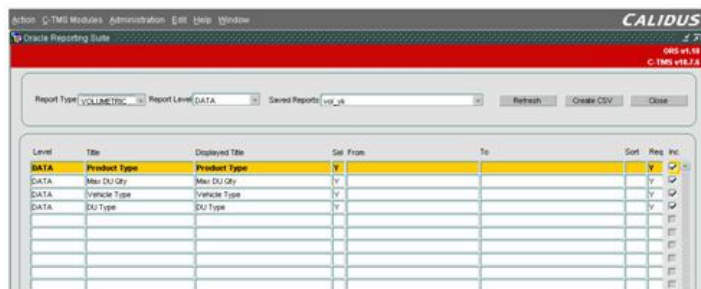 Action C-TMS Modules Administration Edit Help Window
CALIDUS
Oracle Reporting Suite
ORS v1.18
C-TMS v10.7.6
Report Type VOLUMETRIC Report Level DATA Saved Reports vol_yk Refresh Create CSV Close
Level Title Displayed Title Sel From To Sort Req Inc
DATA Product Type Product Type Y Y
DATA Max DU Qty Max DU Qty Y Y
DATA Vehicle Type Vehicle Type Y Y
DATA DU Type DU Type Y Y